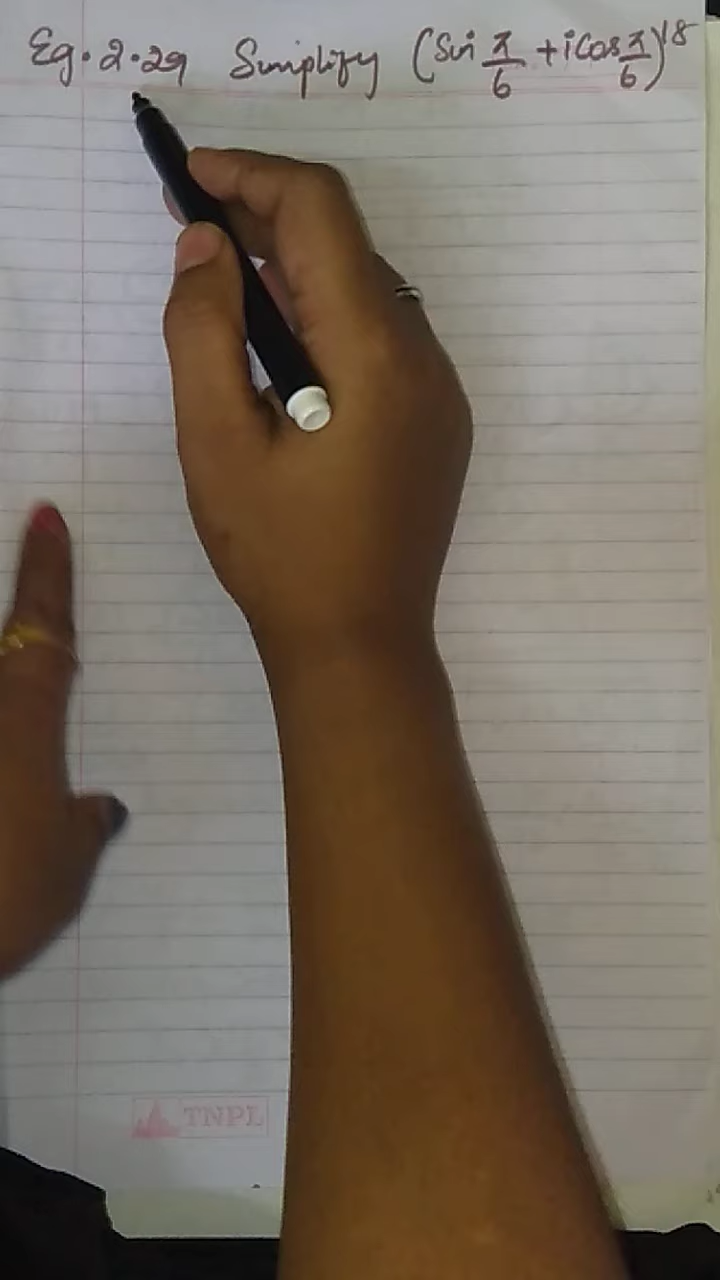 Eg. 2.29 Simplify (Sin π/6 + i Cos π/6)^18
TNPL